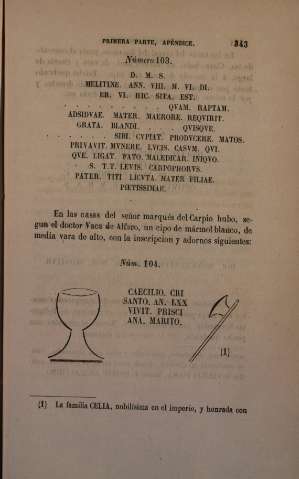 PRIMERA PARTE, APÉNDICE. 343
Número 103.
D. M. S.
MELITINE. ANN. VIII. M. VI. DI.
ER. VI. HIC. SITA. EST.
. . . . . . . . . . . QVAM. RAPTAM.
ADSIDVAE. MATER. MAERORE. REQVIRIT.
GRATA. BLANDI. . . . . . . . QVISQVE.
. . . . . . . . SIBI. CVPIAT. PRODVCERE. MATOS.
PRIVAVIT. MVNERE. LVCIS. CASVM. QVI.
QVE. LIGAT. FATO. MALEDICAR. INIQVO.
S. T. T. LEVIS. CARPOPHORVS.
PATER. TITI LICVTA. MATER FILIAE.
PIETISSIMAE.
En las casas del señor marqués del Carpio hubo, se-
gun el doctor Vaca de Alfaro, un cipo de mármol blanco, de
media vara de alto, con la inscripcion y adornos siguientes:
Núm. 104.
CAECILIO. CRI
SANTO. AN. LXX
VIVIT. PRISCI
ANA. MARITO.
(1)
(1) La familia CELIA, nobilísima en el imperio, y honrada con